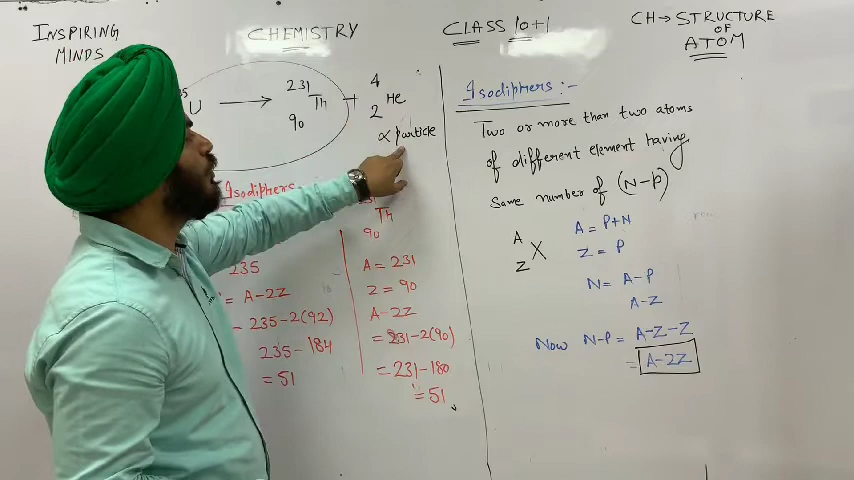 INSPIRING
MINDS
CHEMISTRY
CLASS 10+1
CH→STRUCTURE
OF
ATOM
35 U → 231 90 Th + 4 2 He
∝ Particle
Isodiphers
235
= A-2Z
- 235-2(92)
235-184
= 51
231
Th
90
A = 231
Z = 90
A-2Z
= 231-2(90)
= 231-180
= 51
Isodiphers :-
Two or more than two atoms
of different element having
Same number of (N-P)
A
Z X
A = P+N
Z = P
N = A-P
A-Z
Now N-P = A-Z-Z
= A-2Z